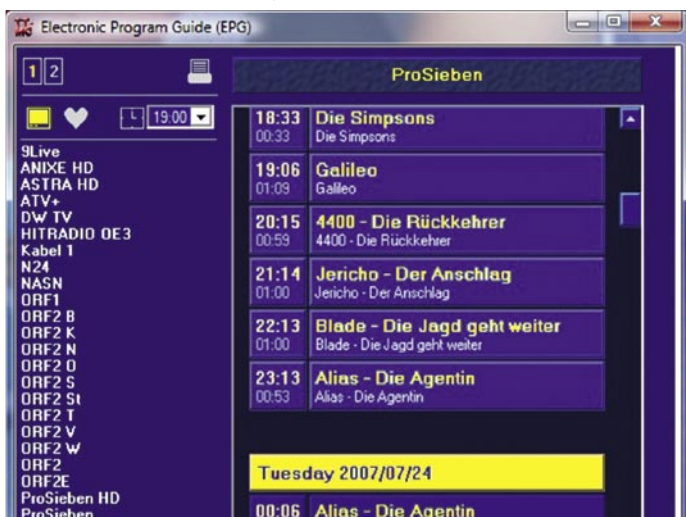 Electronic Program Guide (EPG)
1 2
ProSieben
19:00
9Live
ANIXE HD
ASTRA HD
ATV+
DW TV
HITRADIO OE3
Kabel 1
N24
NASN
ORF1
ORF2 B
ORF2 K
ORF2 N
ORF2 O
ORF2 S
ORF2 St
ORF2 T
ORF2 V
ORF2 W
ORF2
ORF2E
ProSieben HD
ProSieben
18:33 Die Simpsons
00:33 Die Simpsons
19:06 Galileo
01:09 Galileo
20:15 4400 - Die Rückkehrer
00:59 4400 - Die Rückkehrer
21:14 Jericho - Der Anschlag
01:00 Jericho - Der Anschlag
22:13 Blade - Die Jagd geht weiter
01:00 Blade - Die Jagd geht weiter
23:13 Alias - Die Agentin
00:53 Alias - Die Agentin
Tuesday 2007/07/24
00:06 Alias - Die Agentin